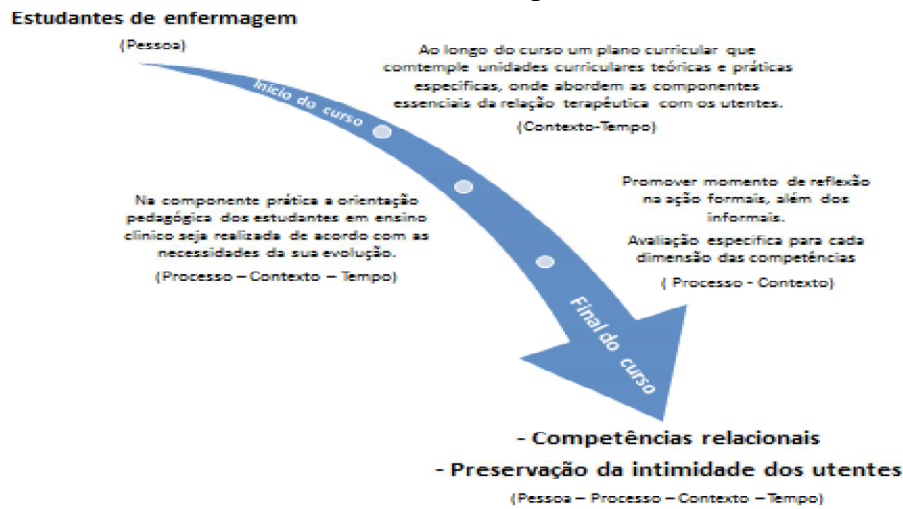 Estudantes de enfermagem
(Pessoa)
Início do curso
Ao longo do curso um plano curricular que
comtemple unidades curriculares teóricas e práticas
especificas, onde abordem as componentes
essenciais da relação terapêutica com os utentes.
(Contexto-Tempo)
Na componente prática a orientação
pedagógica dos estudantes em ensino
clinico seja realizada de acordo com as
necessidades da sua evolução.
(Processo – Contexto – Tempo)
Promover momento de reflexão
na ação formais, além dos
informais.
Avaliação especifica para cada
dimensão das competências
( Processo - Contexto)
Final do curso
- Competências relacionais
- Preservação da intimidade dos utentes
(Pessoa – Processo – Contexto – Tempo)